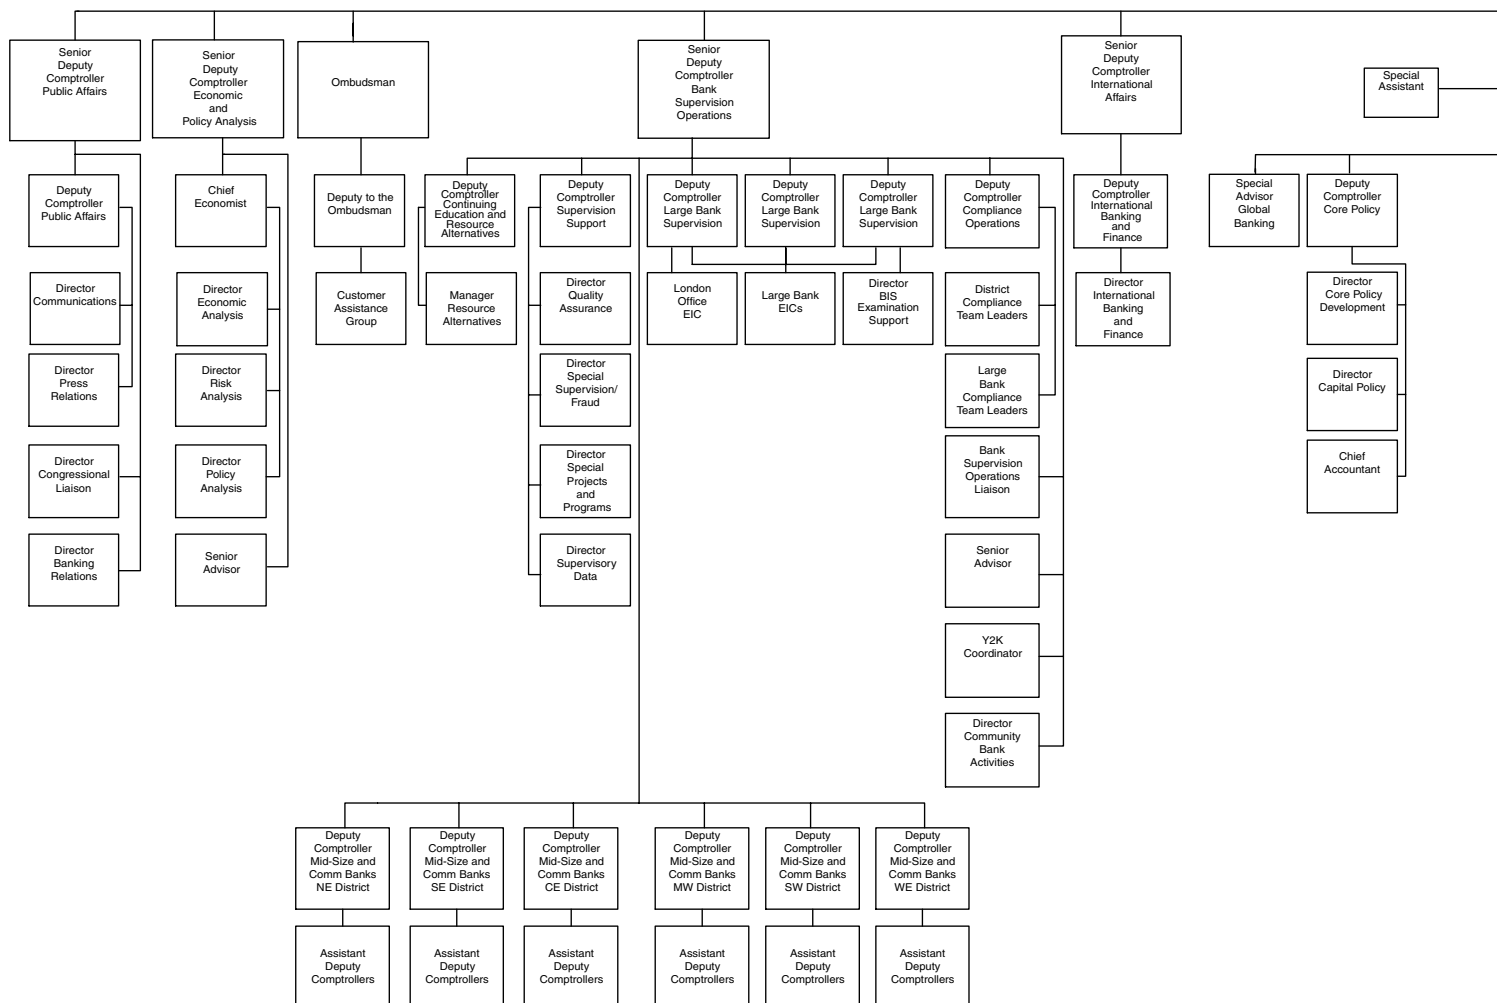 Senior
Deputy
Comptroller
Public Affairs
Senior
Deputy
Comptroller
Economic
and
Policy Analysis
Ombudsman
Senior
Deputy
Comptroller
Bank
Supervision
Operations
Senior
Deputy
Comptroller
International
Affairs
Special
Assistant
Deputy
Comptroller
Public Affairs
Chief
Economist
Deputy to the
Ombudsman
Deputy
Comptroller
Continuing
Education and
Resource
Alternatives
Deputy
Comptroller
Supervision
Support
Deputy
Comptroller
Large Bank
Supervision
Deputy
Comptroller
Large Bank
Supervision
Deputy
Comptroller
Large Bank
Supervision
Deputy
Comptroller
Compliance
Operations
Deputy
Comptroller
International
Banking
and
Finance
Special
Advisor
Global
Banking
Deputy
Comptroller
Core Policy
Director
Communications
Director
Economic
Analysis
Customer
Assistance
Group
Manager
Resource
Alternatives
Director
Quality
Assurance
London
Office
EIC
Large Bank
EICs
Director
BIS
Examination
Support
District
Compliance
Team Leaders
Director
International
Banking
and
Finance
Director
Core Policy
Development
Director
Press
Relations
Director
Risk
Analysis
Director
Special
Supervision/
Fraud
Large
Bank
Compliance
Team Leaders
Director
Capital Policy
Director
Congressional
Liaison
Director
Policy
Analysis
Director
Special
Projects
and
Programs
Bank
Supervision
Operations
Liaison
Chief
Accountant
Director
Banking
Relations
Senior
Advisor
Director
Supervisory
Data
Senior
Advisor
Y2K
Coordinator
Director
Community
Bank
Activities
Deputy
Comptroller
Mid-Size and
Comm Banks
NE District
Deputy
Comptroller
Mid-Size and
Comm Banks
SE District
Deputy
Comptroller
Mid-Size and
Comm Banks
CE District
Deputy
Comptroller
Mid-Size and
Comm Banks
MW District
Deputy
Comptroller
Mid-Size and
Comm Banks
SW District
Deputy
Comptroller
Mid-Size and
Comm Banks
WE District
Assistant
Deputy
Comptrollers
Assistant
Deputy
Comptrollers
Assistant
Deputy
Comptrollers
Assistant
Deputy
Comptrollers
Assistant
Deputy
Comptrollers
Assistant
Deputy
Comptrollers